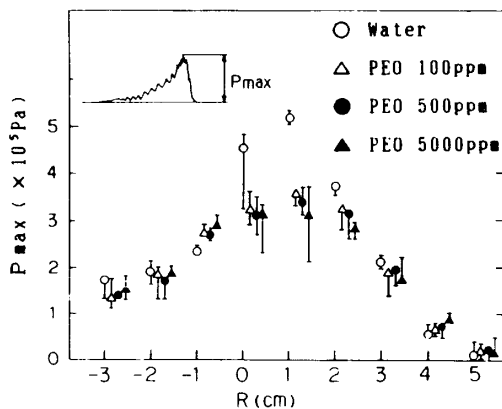 Water
PEO 100ppm
PEO 500ppm
PEO 5000ppm
Pmax
Pmax (×10⁵Pa)
5
4
3
2
1
0
-3 -2 -1 0 1 2 3 4 5
R (cm)